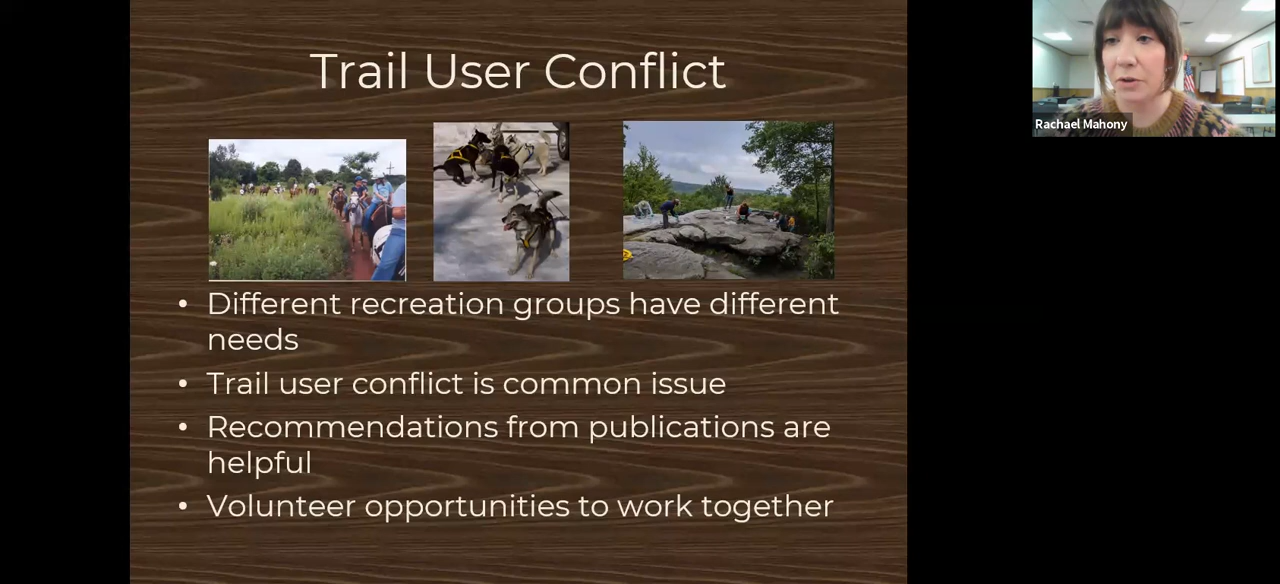 Trail User Conflict
Rachael Mahony
• Different recreation groups have different
needs
• Trail user conflict is common issue
• Recommendations from publications are
helpful
• Volunteer opportunities to work together